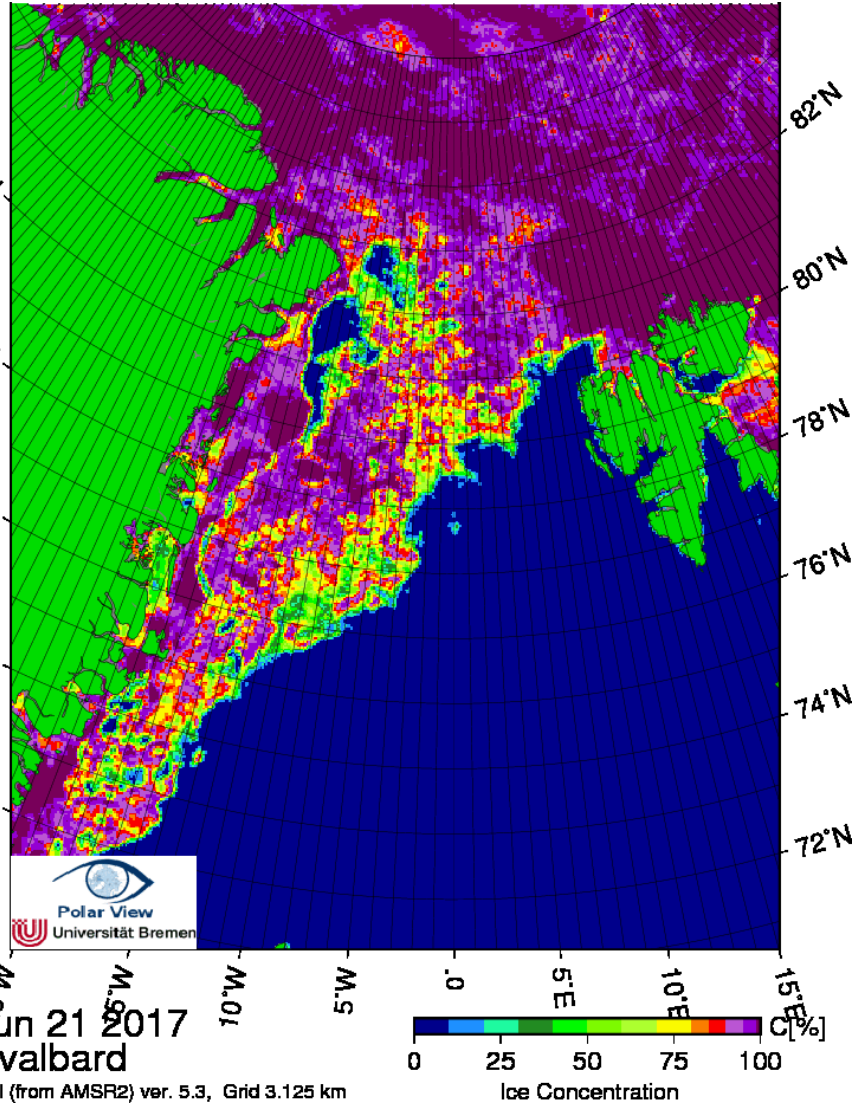 82°N
80°N
78°N
76°N
74°N
72°N
Polar View
Universität Bremen
10°W
5°W
0°
5°E
10°E
15°E
un 21 2017
valbard
(from AMSR2) ver. 5.3, Grid 3.125 km
C[%]
0 25 50 75 100
Ice Concentration